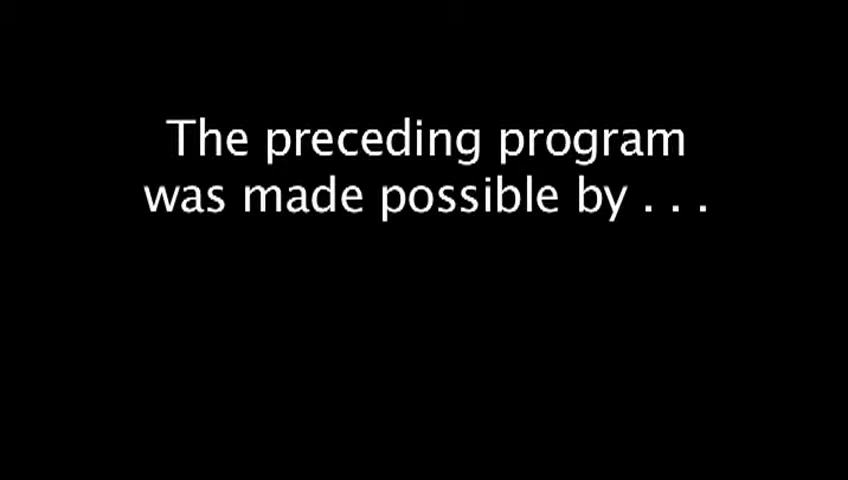 The preceding program
was made possible by . . .